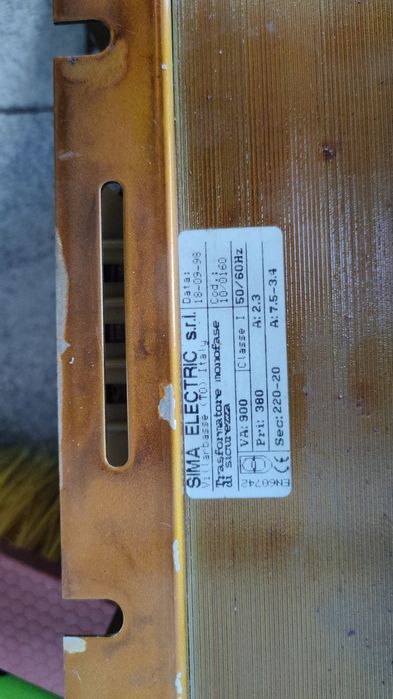 SIMA ELECTRIC s.r.l.
Villarbasse (TO) Italy
Data:
18-09-98
Trasformatore monofase
di sicurezza
Cod.:
10-0160
VA: 900
Classe I
50/60Hz
Pri: 380
A: 2.3
EN60742
CE
Sec: 220-20
A: 7.5-3.4